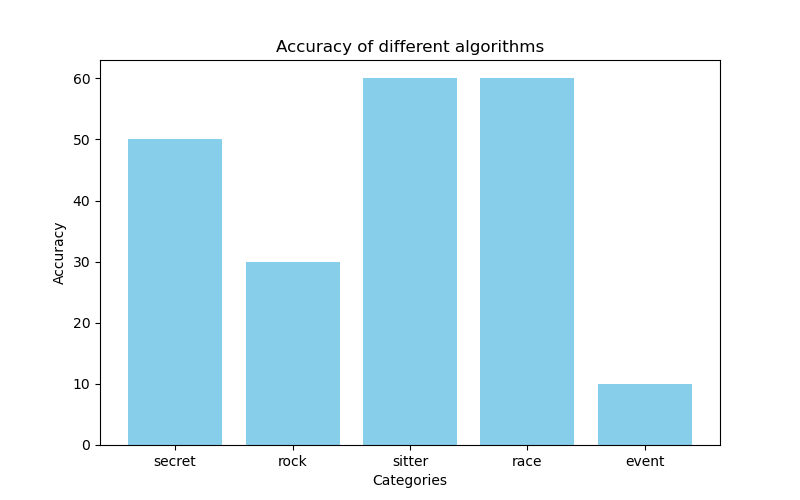 Accuracy of different algorithms
60
50
40
30
20
10
0
Accuracy
secret rock sitter race event
Categories